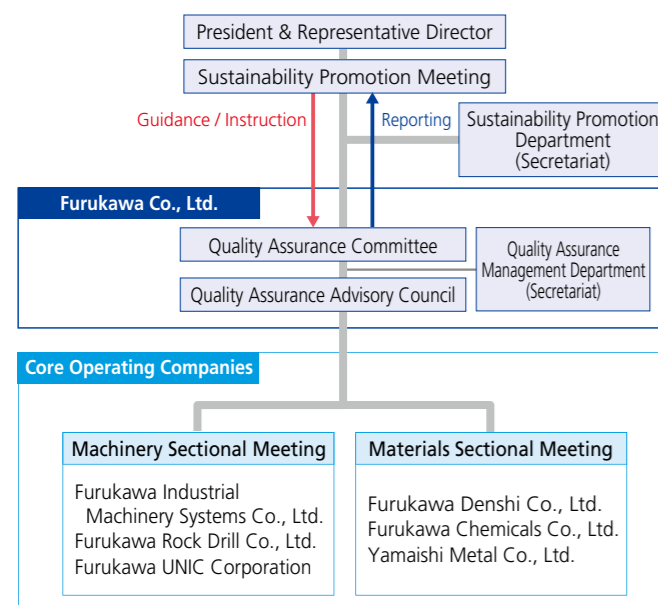 President & Representative Director
Sustainability Promotion Meeting
Guidance / Instruction
Reporting
Sustainability Promotion
Department
(Secretariat)
Furukawa Co., Ltd.
Quality Assurance Committee
Quality Assurance
Management Department
(Secretariat)
Quality Assurance Advisory Council
Core Operating Companies
Machinery Sectional Meeting
Furukawa Industrial
Machinery Systems Co., Ltd.
Furukawa Rock Drill Co., Ltd.
Furukawa UNIC Corporation
Materials Sectional Meeting
Furukawa Denshi Co., Ltd.
Furukawa Chemicals Co., Ltd.
Yamaishi Metal Co., Ltd.